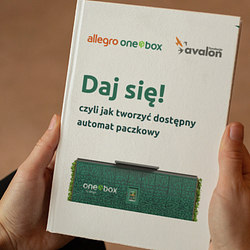 allegro one box
avalon
Daj się!
czyli jak tworzyć dostępny
automat paczkowy
one box